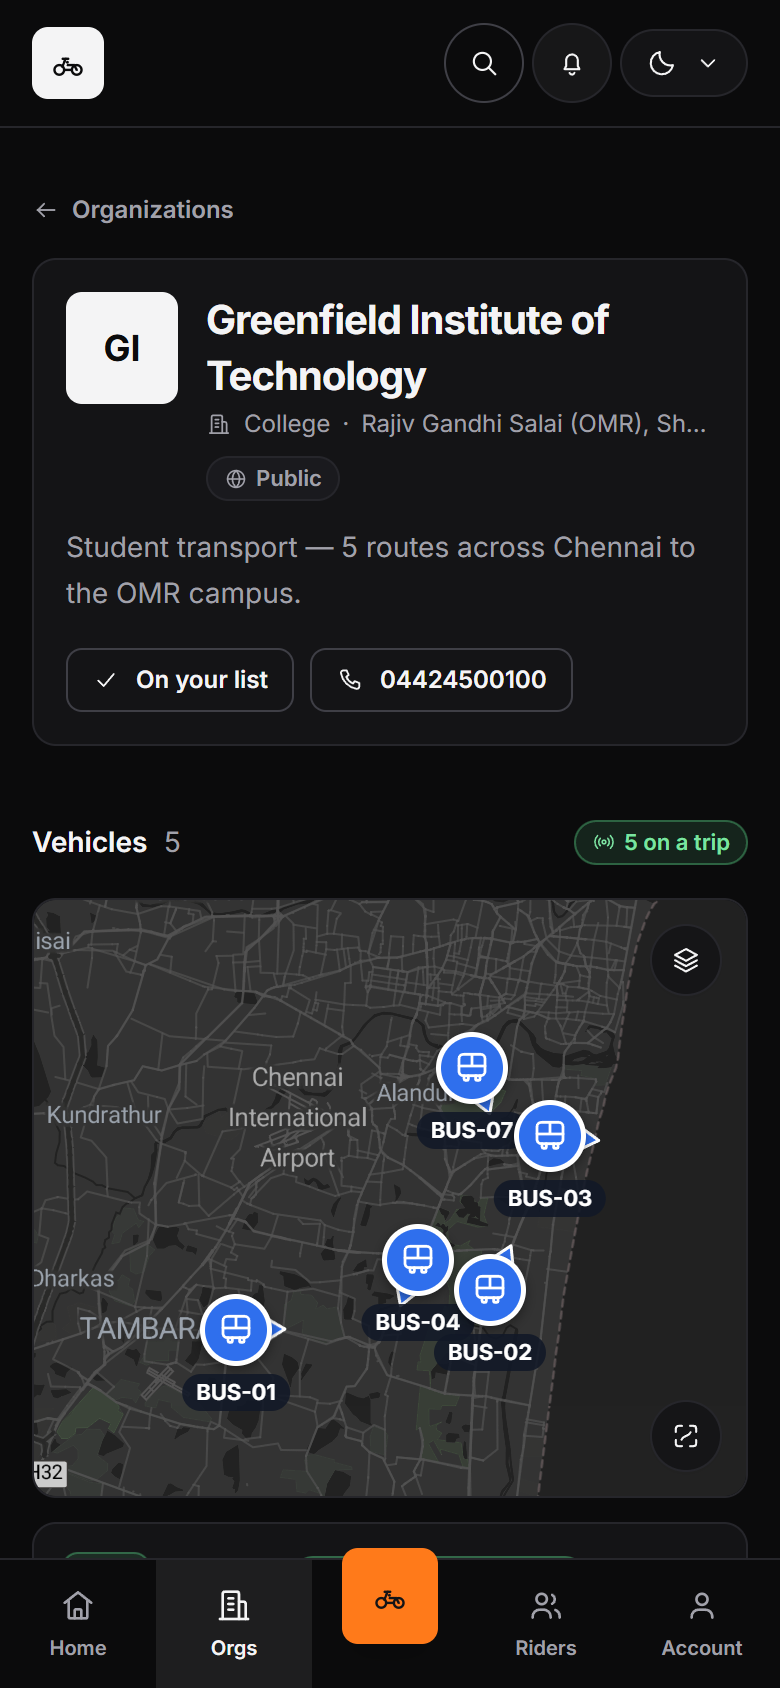 Organizations
GI
Greenfield Institute of
Technology
College · Rajiv Gandhi Salai (OMR), Sh...
Public
Student transport — 5 routes across Chennai to
the OMR campus.
On your list
04424500100
Vehicles 5
5 on a trip
isai
Chennai
International
Airport
Alandu
Kundrathur
BUS-07
BUS-03
Dharkas
TAMBARA
BUS-04
BUS-02
BUS-01
H32
Home
Orgs
Riders
Account